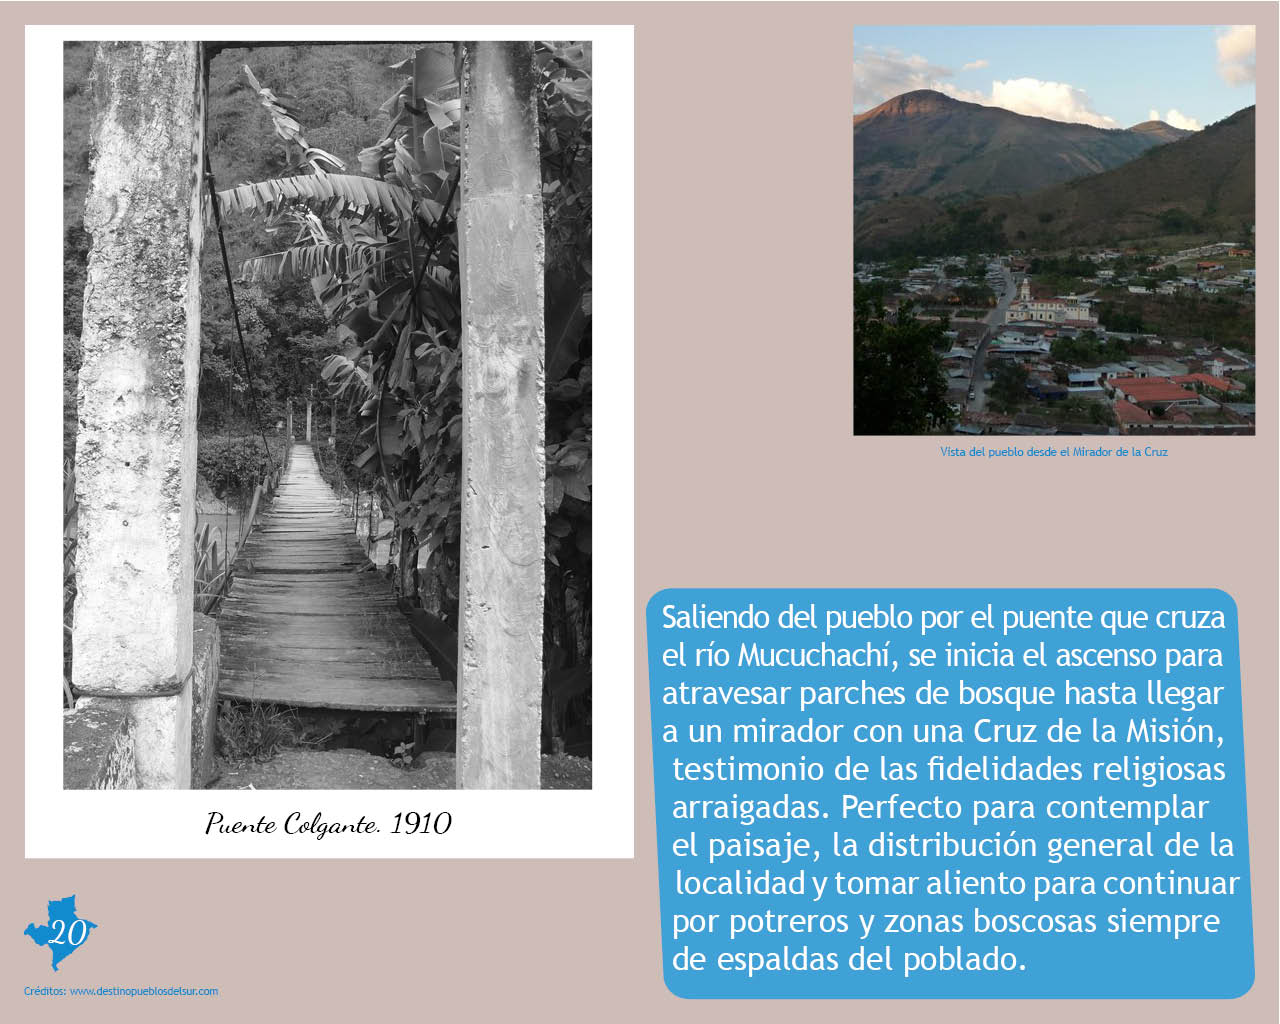 Vista del pueblo desde el Mirador de la Cruz
Puente Colgante. 1910
Saliendo del pueblo por el puente que cruza
el río Mucuchachí, se inicia el ascenso para
atravesar parches de bosque hasta llegar
a un mirador con una Cruz de la Misión,
testimonio de las fidelidades religiosas
arraigadas. Perfecto para contemplar
el paisaje, la distribución general de la
localidad y tomar aliento para continuar
por potreros y zonas boscosas siempre
de espaldas del poblado.
20
Créditos: www.destinopueblosdelsur.com